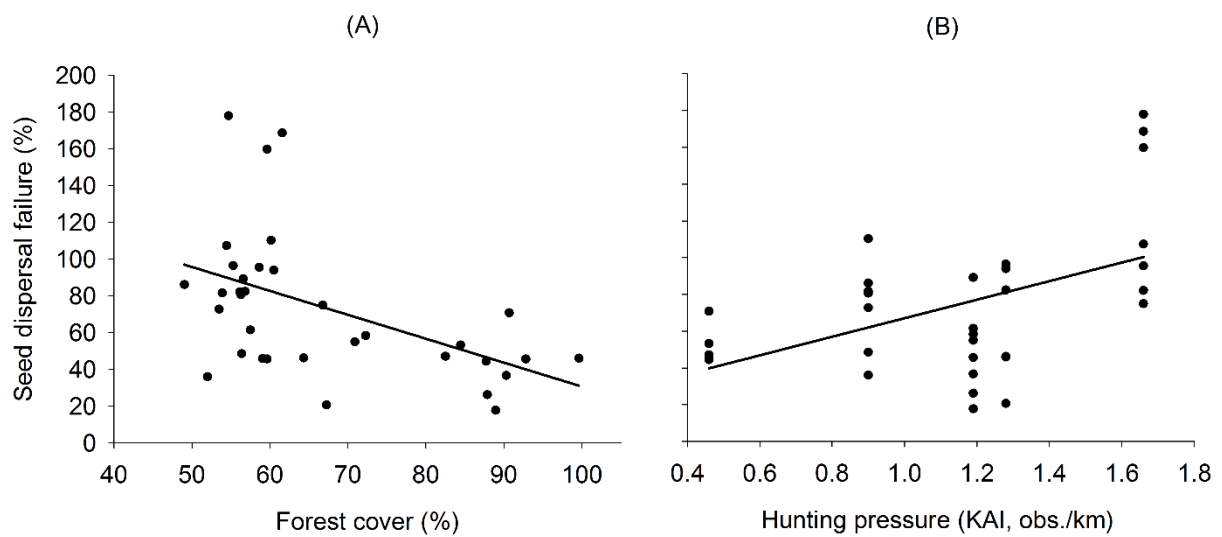 (A)
(B)
Seed dispersal failure (%)
200
180
160
140
120
100
80
60
40
20
0
40 50 60 70 80 90 100
0.4 0.6 0.8 1.0 1.2 1.4 1.6 1.8
Forest cover (%)
Hunting pressure (KAI, obs./km)